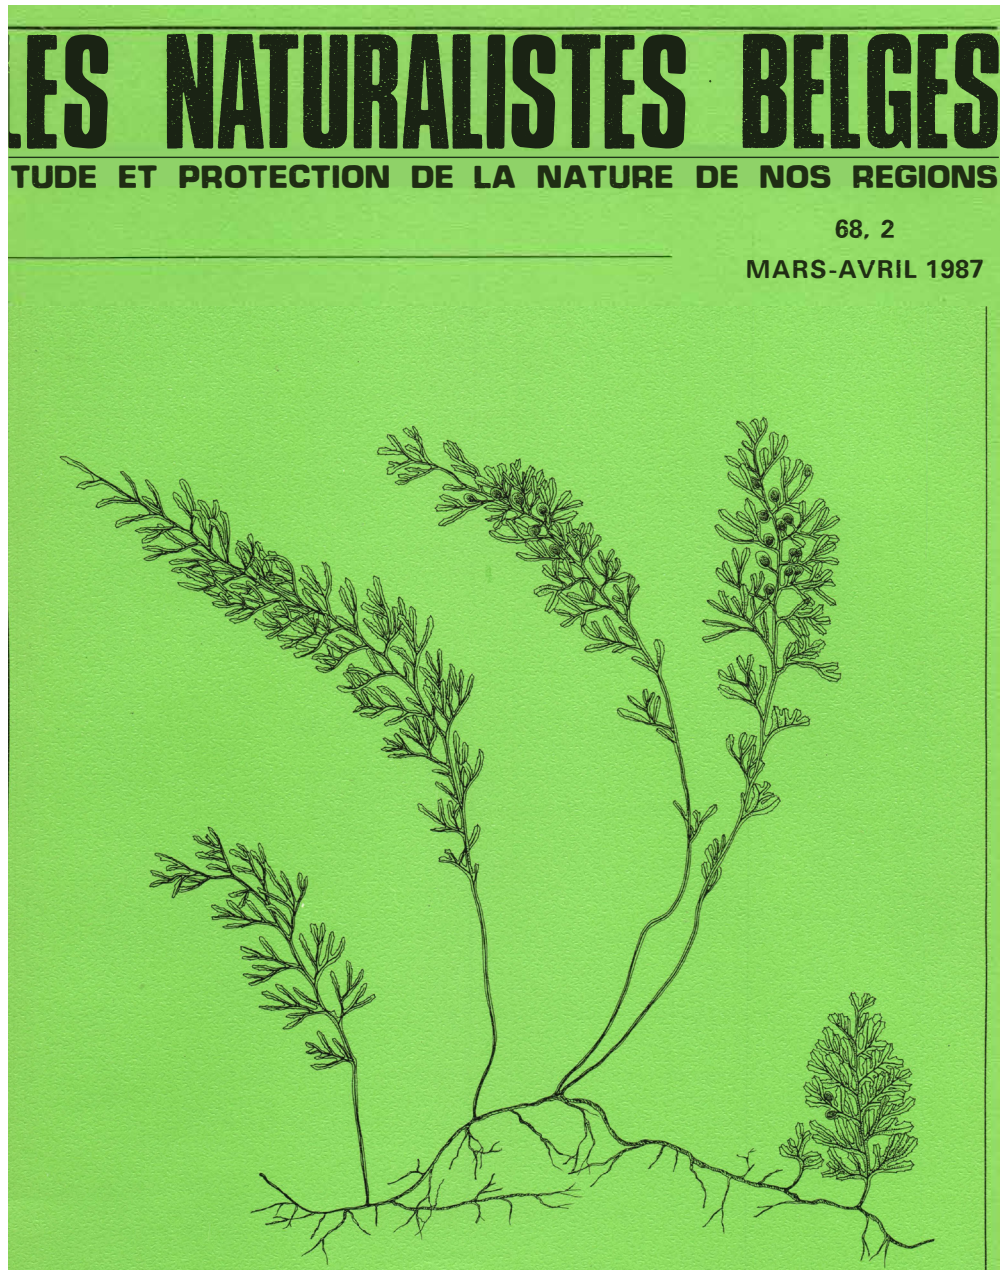 LES NATURALISTES BELGES
TUDE ET PROTECTION DE LA NATURE DE NOS REGIONS
68, 2
MARS-AVRIL 1987